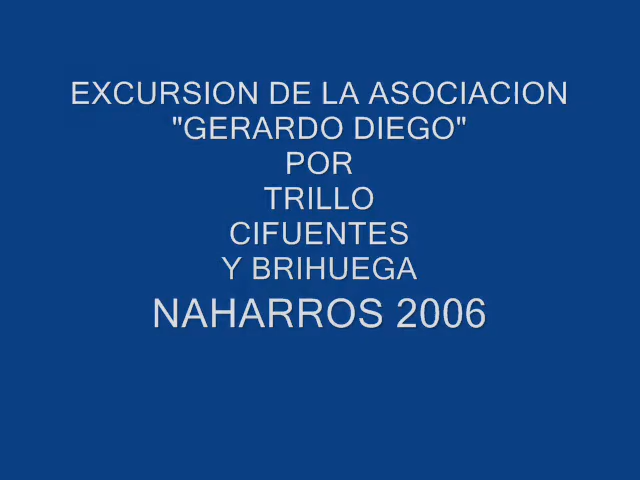 EXCURSION DE LA ASOCIACION
"GERARDO DIEGO"
POR
TRILLO
CIFUENTES
Y BRIHUEGA
NAHARROS 2006